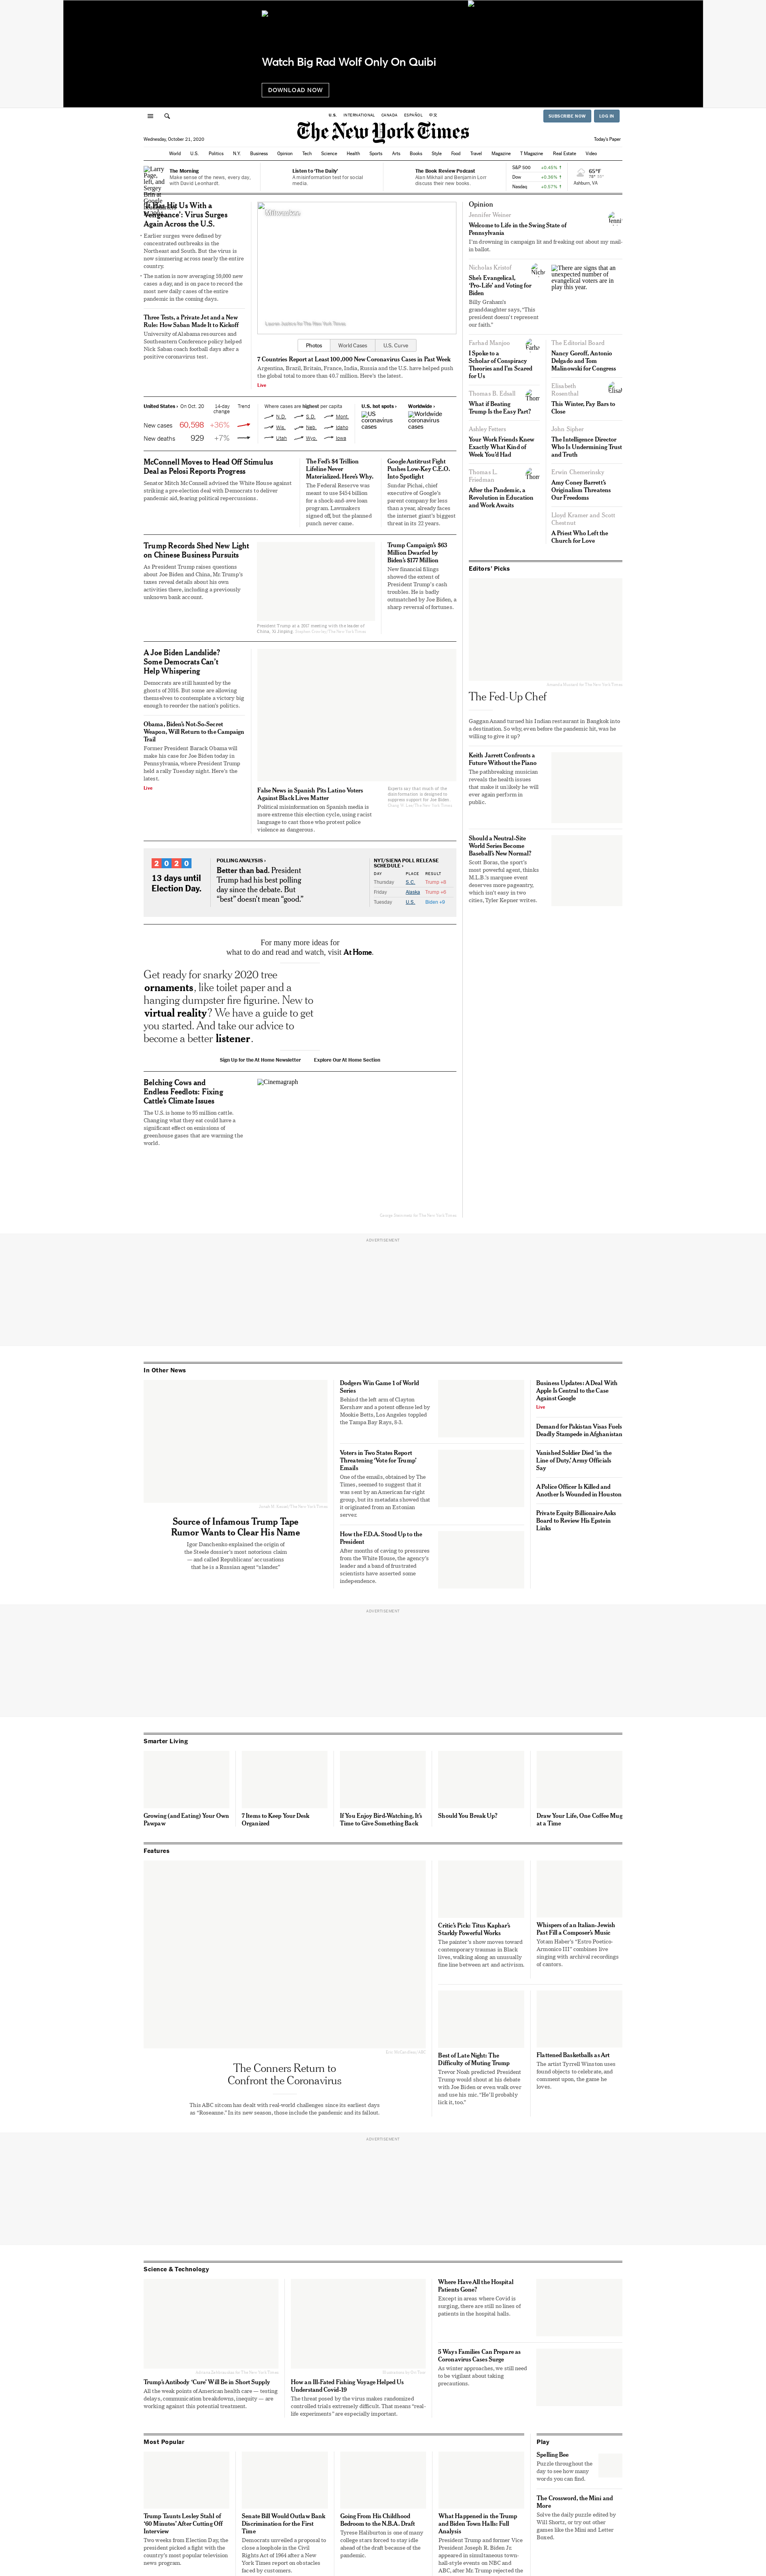 Watch Big Rad Wolf Only On Quibi
DOWNLOAD NOW
U.S. INTERNATIONAL CANADA ESPAÑOL 中文
SUBSCRIBE NOW LOG IN
The New York Times
Wednesday, October 21, 2020
Today's Paper
World U.S. Politics N.Y. Business Opinion Tech Science Health Sports Arts Books Style Food Travel Magazine T Magazine Real Estate Video
The Morning
Make sense of the news, every day,
with David Leonhardt.
Listen to 'The Daily'
A misinformation test for social
media.
The Book Review Podcast
Ayad Akhtar and Benjamin Lorr
discuss their new books.
S&P 500 +0.45%
Dow +0.36%
Nasdaq +0.57%
65°F
Ashburn, VA
Larry
Page,
left, and
Sergey
Brin at
Google
'It Has Hit Us With a
Vengeance': Virus Surges
Again Across the U.S.
Earlier surges were defined by
concentrated outbreaks in the
Northeast and South. But the virus is
now simmering across nearly the entire
country.
The nation is now averaging 59,000 new
cases a day, and is on pace to record the
most new daily cases of the entire
pandemic in the coming days.
Three Tests, a Private Jet and a New
Rule: How Saban Made It to Kickoff
University of Alabama resources and
Southeastern Conference policy helped
Nick Saban coach football days after a
positive coronavirus test.
Milwaukee
Lauren Justice for The New York Times
Photos World Cases U.S. Curve
7 Countries Report at Least 100,000 New Coronavirus Cases in Past Week
Argentina, Brazil, Britain, France, India, Russia and the U.S. have helped push
the global total to more than 40.7 million. Here's the latest.
Live
United States › On Oct. 20 14-day change Trend
New cases 60,598 +36%
New deaths 929 +7%
Where cases are highest per capita
N.D. S.D. Mont.
Wis. Neb. Idaho
Utah Wyo. Iowa
U.S. hot spots ›
US
coronavirus
cases
Worldwide ›
Worldwide
coronavirus
cases
McConnell Moves to Head Off Stimulus
Deal as Pelosi Reports Progress
Senator Mitch McConnell advised the White House against
striking a pre-election deal with Democrats to deliver
pandemic aid, fearing political repercussions.
The Fed's $4 Trillion
Lifeline Never
Materialized. Here's Why.
The Federal Reserve was
meant to use $454 billion
for a shock-and-awe loan
program. Lawmakers
signed off, but the planned
punch never came.
Google Antitrust Fight
Pushes Low-Key C.E.O.
Into Spotlight
Sundar Pichai, chief
executive of Google's
parent company for less
than a year, already faces
the internet giant's biggest
threat in its 22 years.
Trump Records Shed New Light
on Chinese Business Pursuits
As President Trump raises questions
about Joe Biden and China, Mr. Trump's
taxes reveal details about his own
activities there, including a previously
unknown bank account.
President Trump at a 2017 meeting with the leader of
China, Xi Jinping. Stephen Crowley/The New York Times
Trump Campaign's $63
Million Dwarfed by
Biden's $177 Million
New financial filings
showed the extent of
President Trump's cash
troubles. He is badly
outmatched by Joe Biden, a
sharp reversal of fortunes.
A Joe Biden Landslide?
Some Democrats Can't
Help Whispering
Democrats are still haunted by the
ghosts of 2016. But some are allowing
themselves to contemplate a victory big
enough to reorder the nation's politics.
Obama, Biden's Not-So-Secret
Weapon, Will Return to the Campaign
Trail
Former President Barack Obama will
make his case for Joe Biden today in
Pennsylvania, where President Trump
held a rally Tuesday night. Here's the
latest.
Live
False News in Spanish Pits Latino Voters
Against Black Lives Matter
Political misinformation on Spanish media is
more extensive this election cycle, using racist
language to cast those who protest police
violence as dangerous.
Experts say that much of the
disinformation is designed to
suppress support for Joe Biden.
Chang W. Lee/The New York Times
2020
13 days until
Election Day.
POLLING ANALYSIS ›
Better than bad. President
Trump had his best polling
day since the debate. But
"best" doesn't mean "good."
NYT/SIENA POLL RELEASE
SCHEDULE ›
DAY PLACE RESULT
Thursday S.C. Trump +8
Friday Alaska Trump +6
Tuesday U.S. Biden +9
For many more ideas for
what to do and read and watch, visit At Home.
Get ready for snarky 2020 tree
ornaments, like toilet paper and a
hanging dumpster fire figurine. New to
virtual reality? We have a guide to get
you started. And take our advice to
become a better listener.
Sign Up for the At Home Newsletter Explore Our At Home Section
Belching Cows and
Endless Feedlots: Fixing
Cattle's Climate Issues
The U.S. is home to 95 million cattle.
Changing what they eat could have a
significant effect on emissions of
greenhouse gases that are warming the
world.
Cinemagraph
Opinion
Jennifer Weiner
Welcome to Life in the Swing State of
Pennsylvania
I'm drowning in campaign lit and freaking out about my mail-
in ballot.
Nicholas Kristof
She's Evangelical,
'Pro-Life' and Voting for
Biden
Billy Graham's
granddaughter says, "This
president doesn't represent
our faith."
There are signs that an
unexpected number of
evangelical voters are in
play this year.
Farhad Manjoo
I Spoke to a
Scholar of Conspiracy
Theories and I'm Scared
for Us
The Editorial Board
Nancy Goroff, Antonio
Delgado and Tom
Malinowski for Congress
Thomas B. Edsall
What if Beating
Trump Is the Easy Part?
Elisabeth
Rosenthal
This Winter, Pay Bars to
Close
Ashley Fetters
Your Work Friends Knew
Exactly What Kind of
Week You'd Had
John Sipher
The Intelligence Director
Who Is Undermining Trust
and Truth
Thomas L.
Friedman
After the Pandemic, a
Revolution in Education
and Work Awaits
Erwin Chemerinsky
Amy Coney Barrett's
Originalism Threatens
Our Freedoms
Lloyd Kramer and Scott
Chestnut
A Priest Who Left the
Church for Love
Editors' Picks
The Fed-Up Chef
Gaggan Anand turned his Indian restaurant in Bangkok into
a destination. So why, even before the pandemic hit, was he
willing to give it up?
Keith Jarrett Confronts a
Future Without the Piano
The pathbreaking musician
reveals the health issues
that make it unlikely he will
ever again perform in
public.
Should a Neutral-Site
World Series Become
Baseball's New Normal?
Scott Boras, the sport's
most powerful agent, thinks
so. And as someone who
M.L.B.'s marquee event
deserves more pageantry,
which isn't easy in two
cities, Tyler Kepner writes.
ADVERTISEMENT
In Other News
Source of Infamous Trump Tape
Rumor Wants to Clear His Name
Igor Danchenko explained the origin of
the Steele dossier's most notorious claim
— and called Republicans' accusations
that he is a Russian agent "slander."
Dodgers Win Game 1 of World
Series
Behind the left arm of Clayton
Kershaw and a potent offense led by
Mookie Betts, Los Angeles toppled
the Tampa Bay Rays, 8-3.
Voters in Two States Report
Threatening 'Vote for Trump'
Emails
One of the emails, obtained by The
Times, seemed to suggest that it
was sent by an American far-right
group, but its metadata showed that
it originated from an Estonian
server.
How the F.D.A. Stood Up to the
President
After months of caving to pressures
from the White House, the agency's
leader and a band of frustrated
scientists have asserted some
independence.
Business Updates: A Deal With
Apple Is Central to the Case
Against Google
Live
Demand for Pakistan Visas Fuels
Deadly Stampede in Afghanistan
Vanished Soldier Died 'in the
Line of Duty,' Army Officials
Say
A Police Officer Is Killed and
Another Is Wounded in Houston
Private Equity Billionaire Asks
Board to Review His Epstein
Links
ADVERTISEMENT
Smarter Living
Growing (and Eating) Your Own
Pawpaw
7 Items to Keep Your Desk
Organized
If You Enjoy Bird-Watching, It's
Time to Give Something Back
Should You Break Up?
Draw Your Life, One Coffee Mug
at a Time
Features
The Conners Return to
Confront the Coronavirus
This ABC sitcom has dealt with real-world challenges since its earliest days
as "Roseanne." In its new season, those include the pandemic and its fallout.
Critic's Pick: Titus Kaphar's
Starkly Powerful Works
The painter's show moves toward
contemporary traumas in Black
lives, walking along an unusually
fine line between art and activism.
Whispers of an Italian-Jewish
Past Fill a Composer's Music
Yotam Haber's "Estro Poetico-
Armonico III" combines live
singing with archival recordings
of cantors.
Best of Late Night: The
Difficulty of Muting Trump
Trevor Noah predicted President
Trump would shout at his debate
with Joe Biden or even walk over
and use his mic. "He'll probably
lick it, too."
Flattened Basketballs as Art
The artist Tyrrell Winston uses
found objects to celebrate, and
comment upon, the game he
loves.
ADVERTISEMENT
Science & Technology
Trump's Antibody 'Cure' Will Be in Short Supply
All the weak points of American health care — testing
delays, communication breakdowns, inequity — are
working against this potential treatment.
How an Ill-Fated Fishing Voyage Helped Us
Understand Covid-19
The threat posed by the virus makes randomized
controlled trials extremely difficult. That means "real-
life experiments" are especially important.
Where Have All the Hospital
Patients Gone?
Except in areas where Covid is
surging, there are still no lines of
patients in the hospital halls.
5 Ways Families Can Prepare as
Coronavirus Cases Surge
As winter approaches, we still need
to be vigilant about taking
precautions.
Most Popular
Trump Taunts Lesley Stahl of
'60 Minutes' After Cutting Off
Interview
Two weeks from Election Day, the
president picked a fight with the
country's most popular television
news program.
Senate Bill Would Outlaw Bank
Discrimination for the First
Time
Democrats unveiled a proposal to
close a loophole in the Civil
Rights Act of 1964 after a New
York Times report on obstacles
faced by customers.
Going From His Childhood
Bedroom to the N.B.A. Draft
Tyrese Haliburton is one of many
college stars forced to stay idle
ahead of the draft because of the
pandemic.
What Happened in the Trump
and Biden Town Halls: Full
Analysis
President Trump and former Vice
President Joseph R. Biden Jr.
appeared in simultaneous town-
hall-style events on NBC and
ABC, after Mr. Trump rejected the
Play
Spelling Bee
Puzzle throughout the
day to see how many
words you can find.
The Crossword, the Mini and
More
Solve the daily puzzle edited by
Will Shortz, or try out other
games like the Mini and Letter
Boxed.